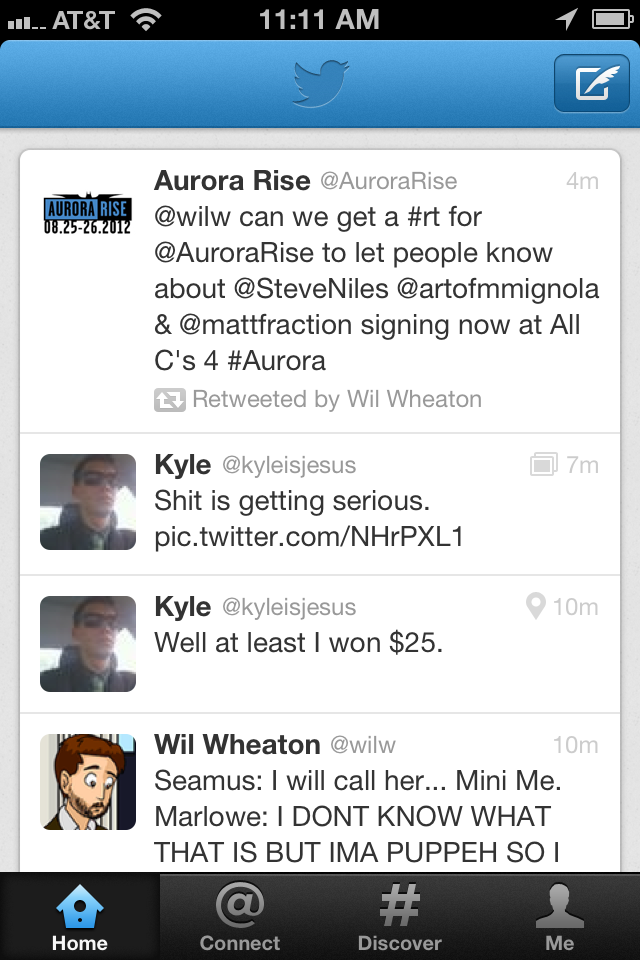 AT&T 11:11 AM
Aurora Rise @AuroraRise 4m
AURORA RISE
08.25-26.2012
@wilw can we get a #rt for
@AuroraRise to let people know
about @SteveNiles @artofmmignola
& @mattfraction signing now at All
C's 4 #Aurora
Retweeted by Wil Wheaton
Kyle @kyleisjesus 7m
Shit is getting serious.
pic.twitter.com/NHrPXL1
Kyle @kyleisjesus 10m
Well at least I won $25.
Wil Wheaton @wilw 10m
Seamus: I will call her... Mini Me.
Marlowe: I DONT KNOW WHAT
THAT IS BUT IMA PUPPEH SO I
Home Connect Discover Me